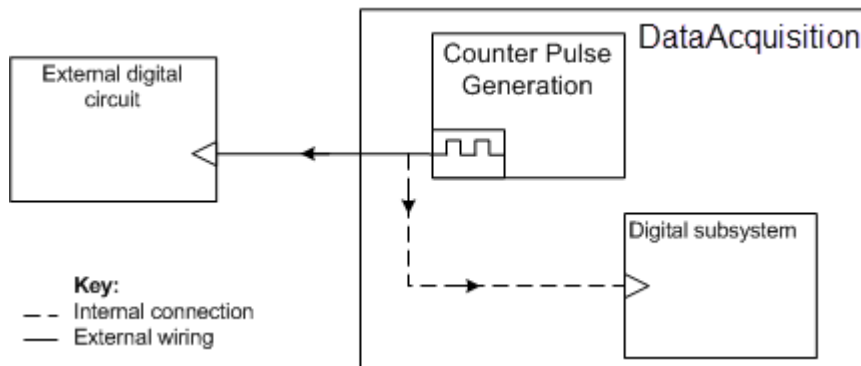 DataAcquisition
Counter Pulse
Generation
External digital
circuit
Digital subsystem
Key:
Internal connection
External wiring